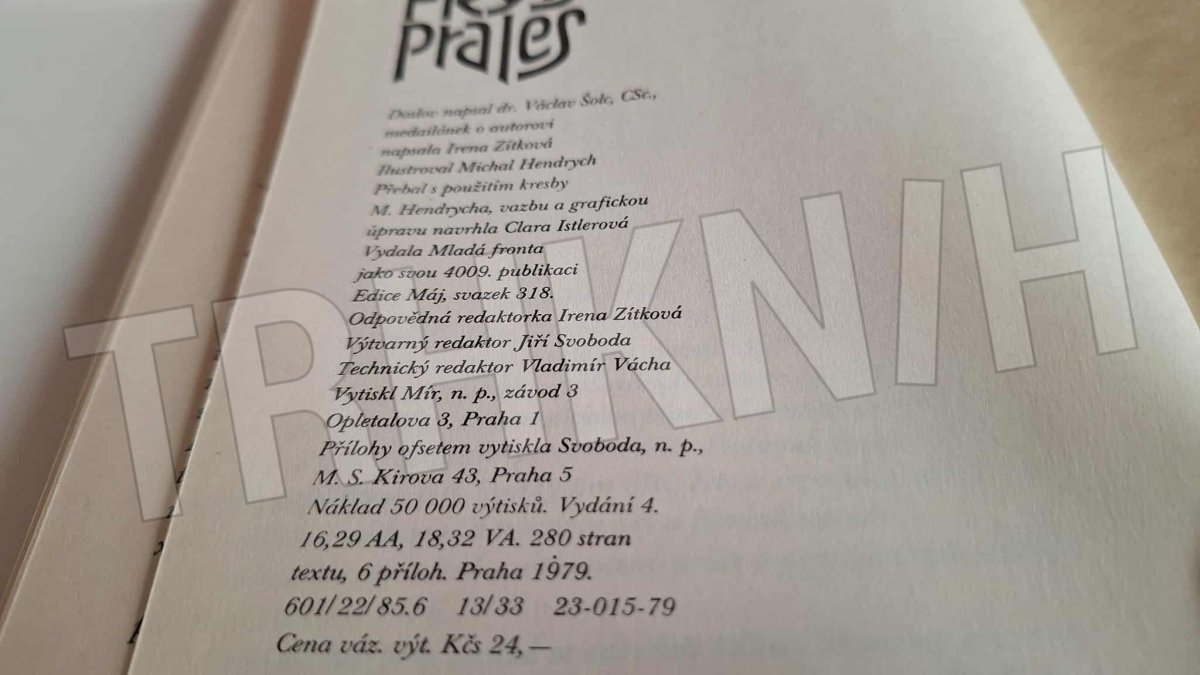 Prales
Doslov napsal dr. Václav Šolc, CSc.,
medailónek o autorovi
napsala Irena Zítková
Ilustroval Michal Hendrych
Přebal s použitím kresby
M. Hendrycha, vazbu a grafickou
úpravu navrhla Clara Istlerová
Vydala Mladá fronta
jako svou 4009. publikaci
Edice Máj, svazek 318.
Odpovědná redaktorka Irena Zítková
Výtvarný redaktor Jiří Svoboda
Technický redaktor Vladimír Vácha
Vytiskl Mír, n. p., závod 3
Opletalova 3, Praha 1
Přílohy ofsetem vytiskla Svoboda, n. p.,
M. S. Kirova 43, Praha 5
Náklad 50 000 výtisků. Vydání 4.
16,29 AA, 18,32 VA. 280 stran
textu, 6 příloh. Praha 1979.
601/22/85.6 13/33 23-015-79
Cena váz. výt. Kčs 24,—
TRHKNIH